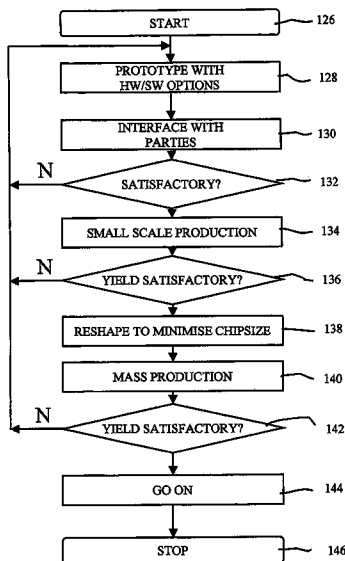 START
126
PROTOTYPE WITH
HW/SW OPTIONS
128
INTERFACE WITH
PARTIES
130
N
SATISFACTORY?
132
SMALL SCALE PRODUCTION
134
N
YIELD SATISFACTORY?
136
RESHAPE TO MINIMISE CHIPSIZE
138
MASS PRODUCTION
140
N
YIELD SATISFACTORY?
142
GO ON
144
STOP
146